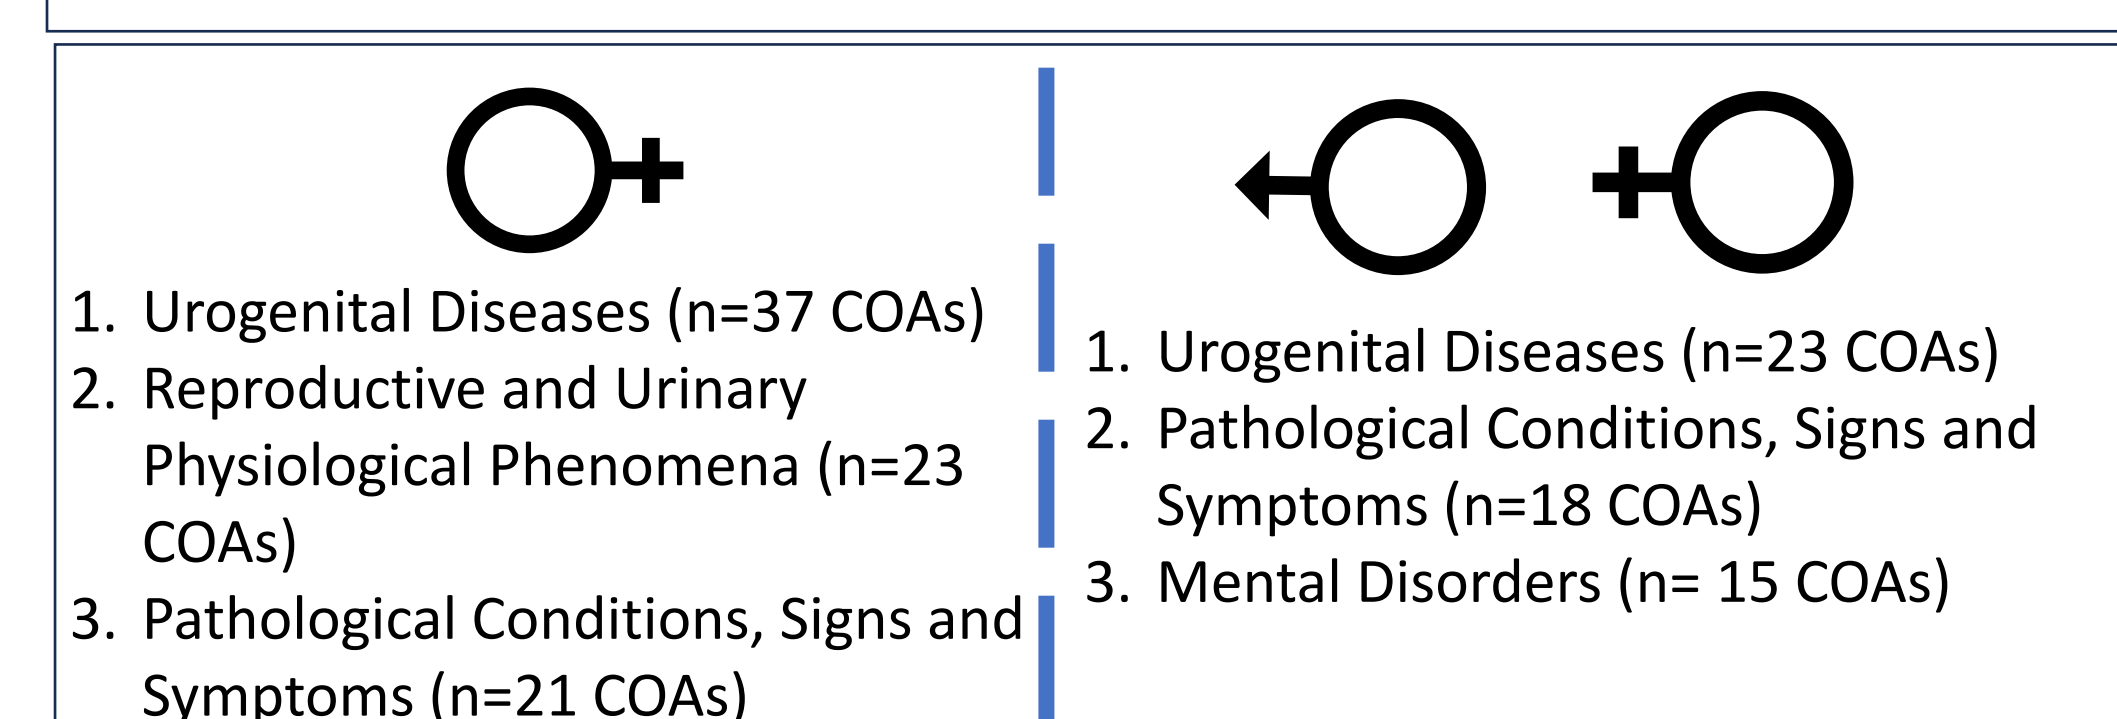 1. Urogenital Diseases (n=37 COAs)
2. Reproductive and Urinary
Physiological Phenomena (n=23
COAs)
3. Pathological Conditions, Signs and
Symptoms (n=21 COAs)
1. Urogenital Diseases (n=23 COAs)
2. Pathological Conditions, Signs and
Symptoms (n=18 COAs)
3. Mental Disorders (n= 15 COAs)